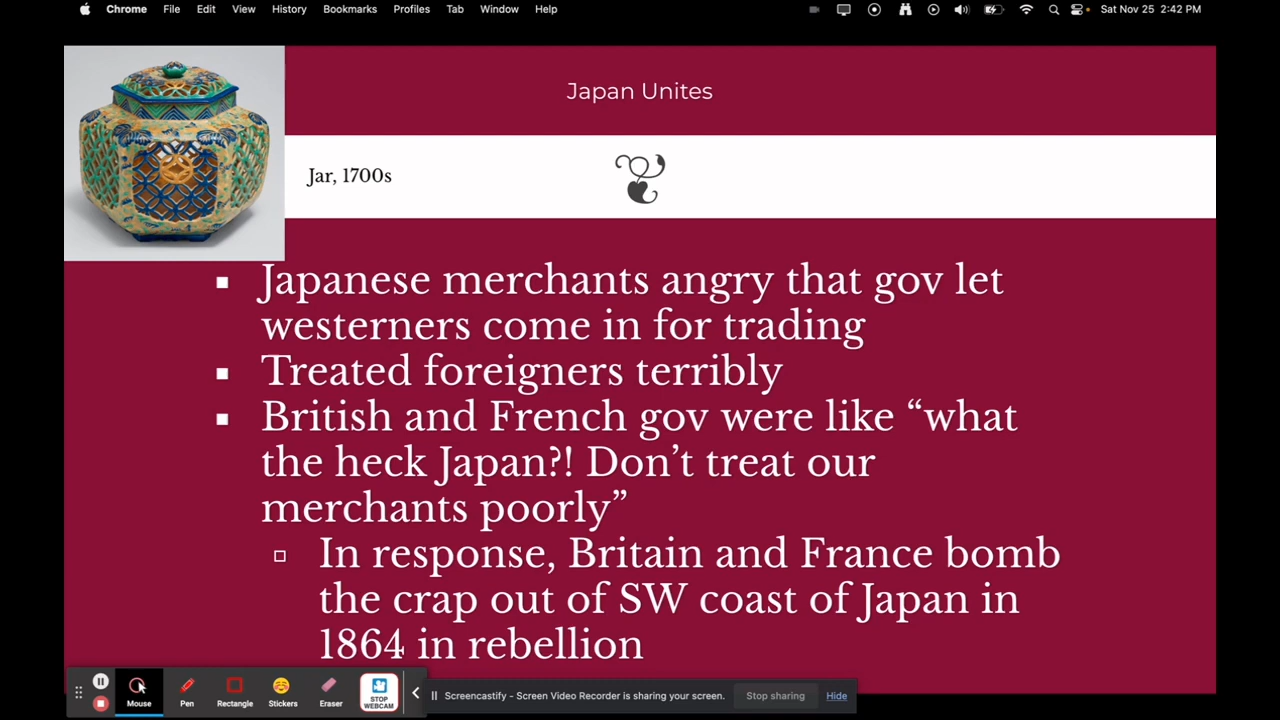 Chrome File Edit View History Bookmarks Profiles Tab Window Help Sat Nov 25 2:42 PM
Japan Unites
Jar, 1700s
Japanese merchants angry that gov let
westerners come in for trading
Treated foreigners terribly
British and French gov were like “what
the heck Japan?! Don’t treat our
merchants poorly”
In response, Britain and France bomb
the crap out of SW coast of Japan in
1864 in rebellion
Mouse Pen Rectangle Stickers Eraser STOP
WEBCAM
Screencastify - Screen Video Recorder is sharing your screen. Stop sharing Hide